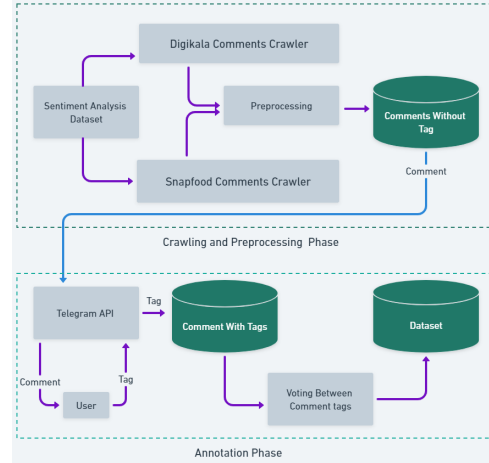 Digikala Comments Crawler
Sentiment Analysis
Dataset
Preprocessing
Comments Without
Tag
Snapfood Comments Crawler
Comment
Crawling and Preprocessing Phase
Telegram API
Tag
Comment With Tags
Dataset
Comment
Tag
User
Voting Between
Comment tags
Annotation Phase